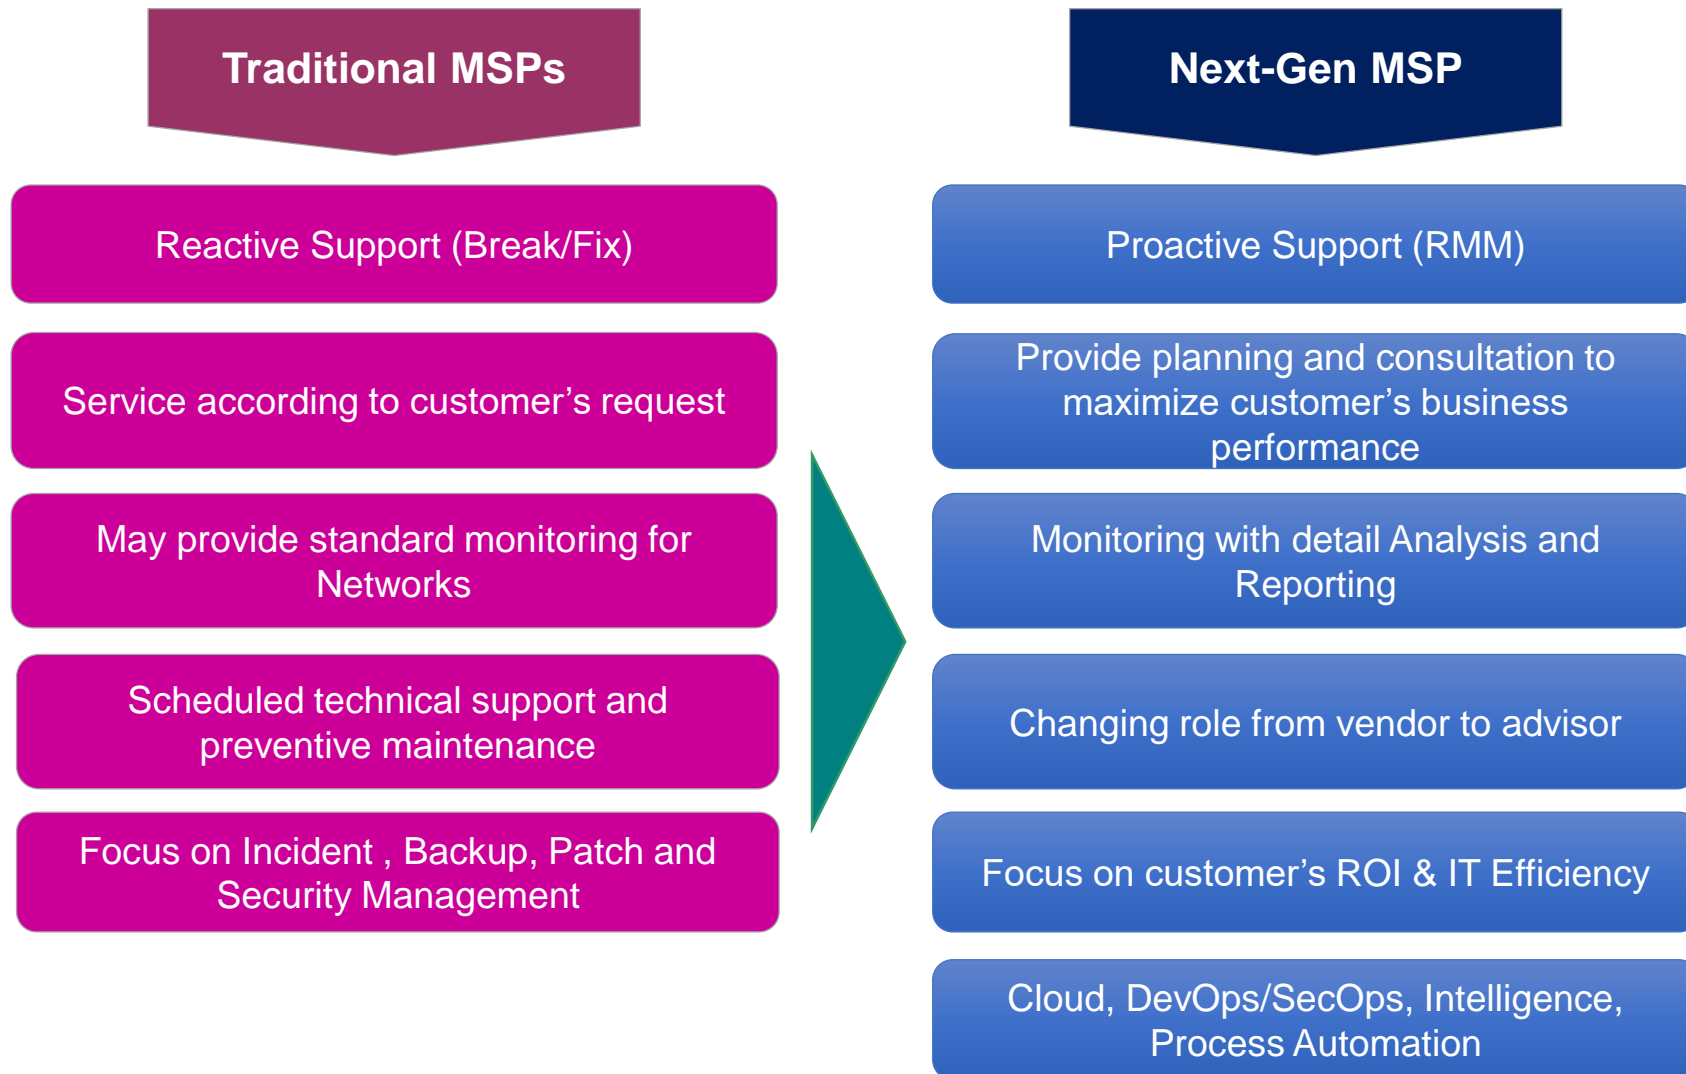 Traditional MSPs
Reactive Support (Break/Fix)
Service according to customer’s request
May provide standard monitoring for
Networks
Scheduled technical support and
preventive maintenance
Focus on Incident , Backup, Patch and
Security Management
Next-Gen MSP
Proactive Support (RMM)
Provide planning and consultation to
maximize customer’s business
performance
Monitoring with detail Analysis and
Reporting
Changing role from vendor to advisor
Focus on customer’s ROI & IT Efficiency
Cloud, DevOps/SecOps, Intelligence,
Process Automation